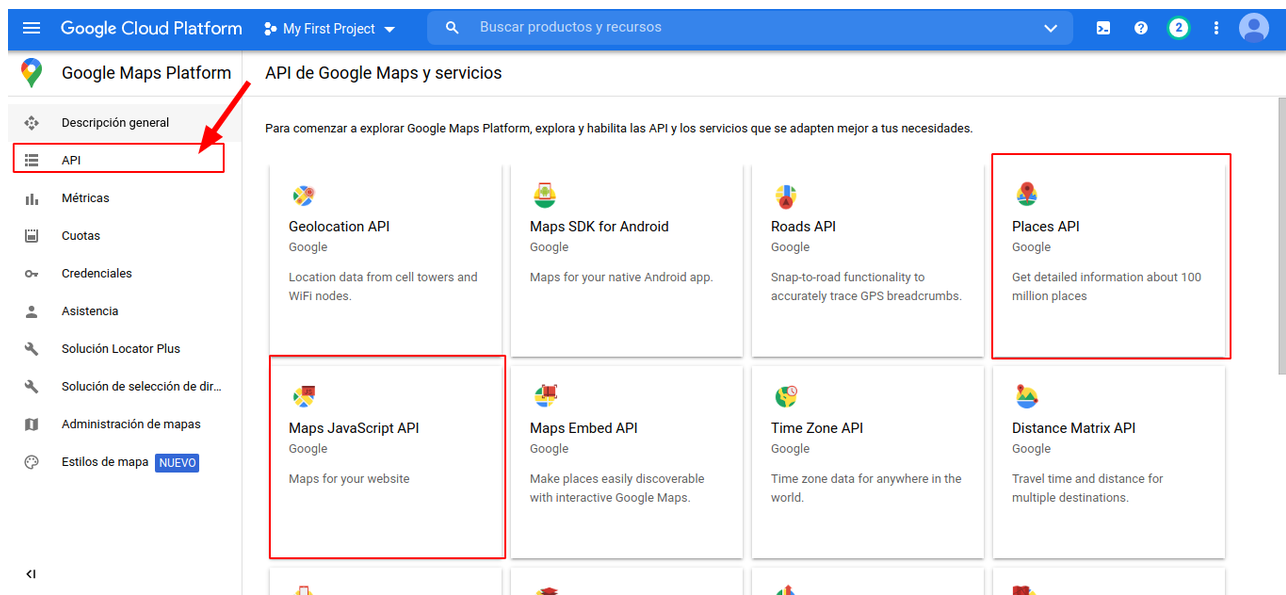 Google Cloud Platform
My First Project
Buscar productos y recursos
2
Google Maps Platform
API de Google Maps y servicios
Descripción general
API
Métricas
Cuotas
Credenciales
Asistencia
Solución Locator Plus
Solución de selección de dir...
Administración de mapas
Estilos de mapa NUEVO
Para comenzar a explorar Google Maps Platform, explora y habilita las API y los servicios que se adapten mejor a tus necesidades.
Geolocation API
Google
Location data from cell towers and
WiFi nodes.
Maps SDK for Android
Google
Maps for your native Android app.
Roads API
Google
Snap-to-road functionality to
accurately trace GPS breadcrumbs.
Places API
Google
Get detailed information about 100
million places
Maps JavaScript API
Google
Maps for your website
Maps Embed API
Google
Make places easily discoverable
with interactive Google Maps.
Time Zone API
Google
Time zone data for anywhere in the
world.
Distance Matrix API
Google
Travel time and distance for
multiple destinations.